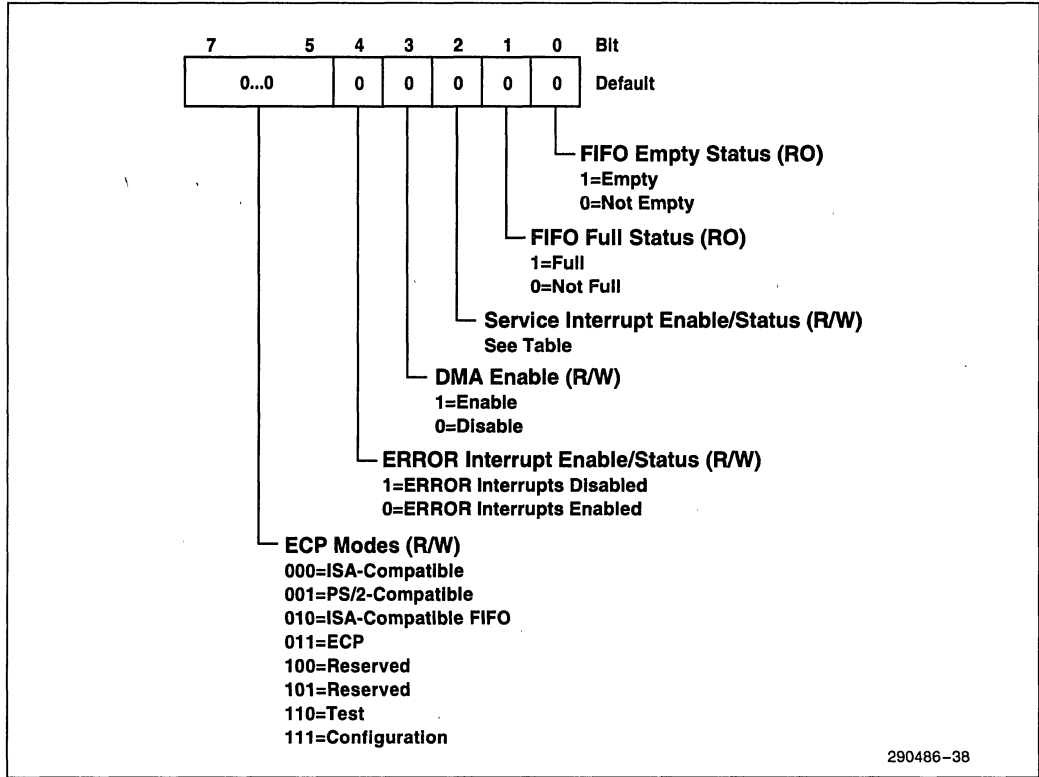 7 5 4 3 2 1 0 Bit
0...0 0 0 0 0 0 Default
FIFO Empty Status (RO)
1=Empty
0=Not Empty
FIFO Full Status (RO)
1=Full
0=Not Full
Service Interrupt Enable/Status (R/W)
See Table
DMA Enable (R/W)
1=Enable
0=Disable
ERROR Interrupt Enable/Status (R/W)
1=ERROR Interrupts Disabled
0=ERROR Interrupts Enabled
ECP Modes (R/W)
000=ISA-Compatible
001=PS/2-Compatible
010=ISA-Compatible FIFO
011=ECP
100=Reserved
101=Reserved
110=Test
111=Configuration
290486-38